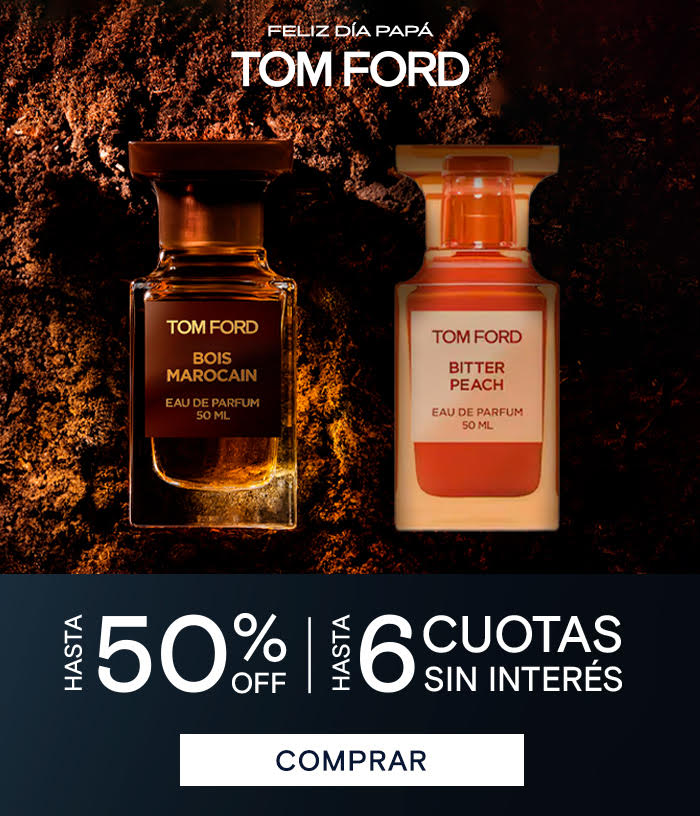 FELIZ DÍA PAPÁ
TOM FORD
TOM FORD
BOIS
MAROCAIN
EAU DE PARFUM
50 ML
TOM FORD
BITTER
PEACH
EAU DE PARFUM
50 ML
HASTA
50%
OFF
HASTA
6
CUOTAS
SIN INTERÉS
COMPRAR